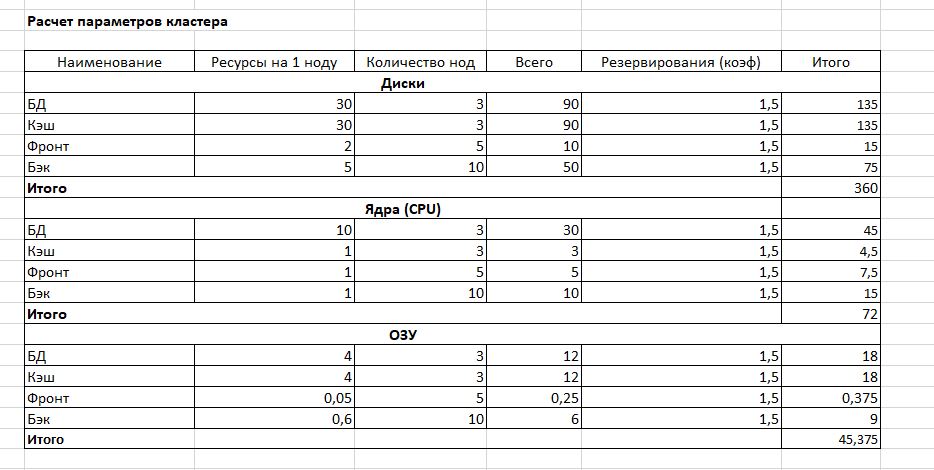 Расчет параметров кластера
Наименование Ресурсы на 1 ноду Количество нод Всего Резервирования (коэф) Итого
Диски
БД 30 3 90 1,5 135
Кэш 30 3 90 1,5 135
Фронт 2 5 10 1,5 15
Бэк 5 10 50 1,5 75
Итого 360
Ядра (CPU)
БД 10 3 30 1,5 45
Кэш 1 3 3 1,5 4,5
Фронт 1 5 5 1,5 7,5
Бэк 1 10 10 1,5 15
Итого 72
ОЗУ
БД 4 3 12 1,5 18
Кэш 4 3 12 1,5 18
Фронт 0,05 5 0,25 1,5 0,375
Бэк 0,6 10 6 1,5 9
Итого 45,375